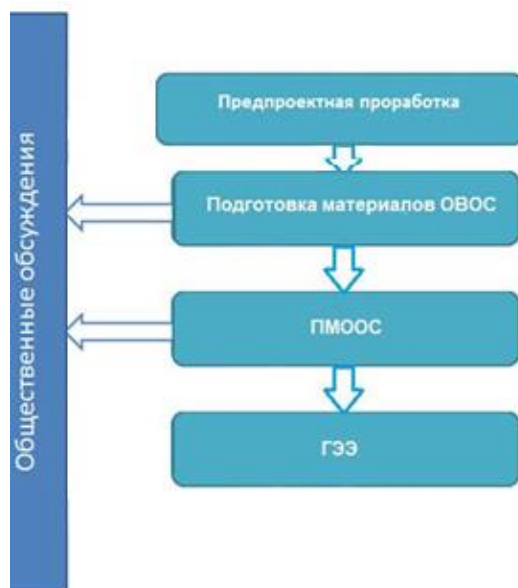 Общественные обсуждения
Предпроектная проработка
Подготовка материалов ОВОС
ПМООС
ГЭЭ